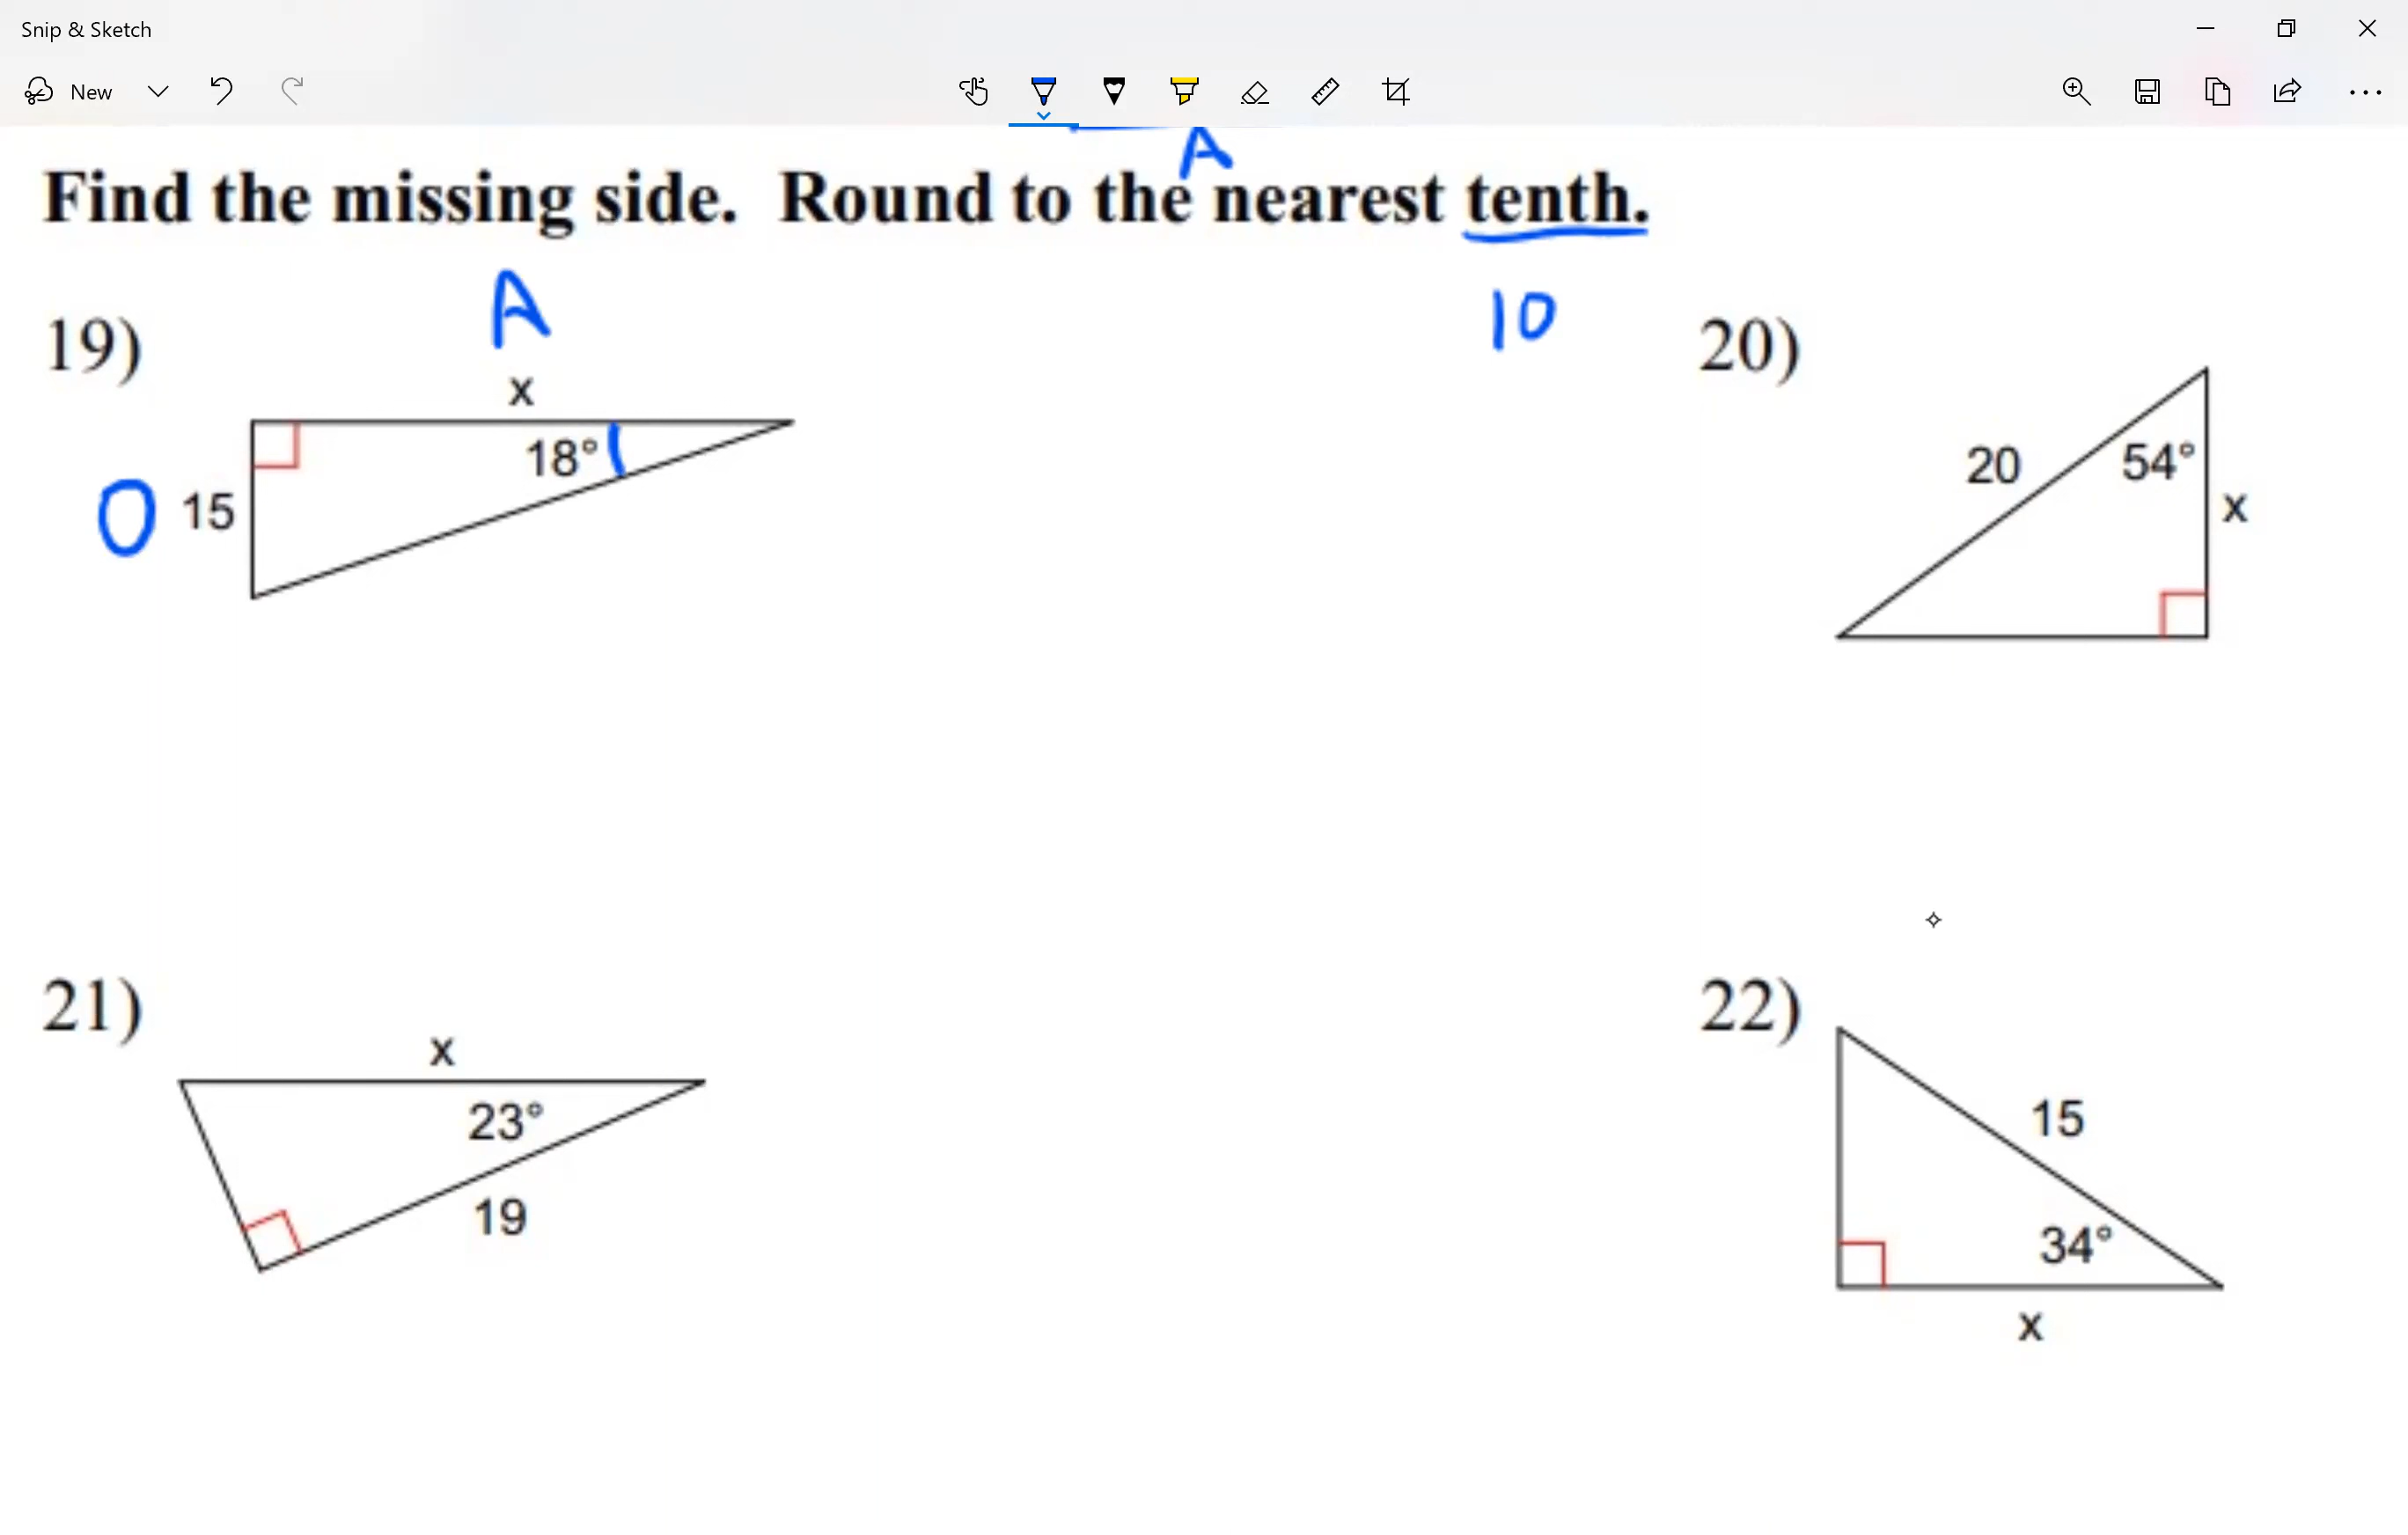 Snip & Sketch
New
A
Find the missing side. Round to the nearest tenth.
A
10
19)
x
18°
O 15
20)
20
54°
x
21)
x
23°
19
22)
15
34°
x